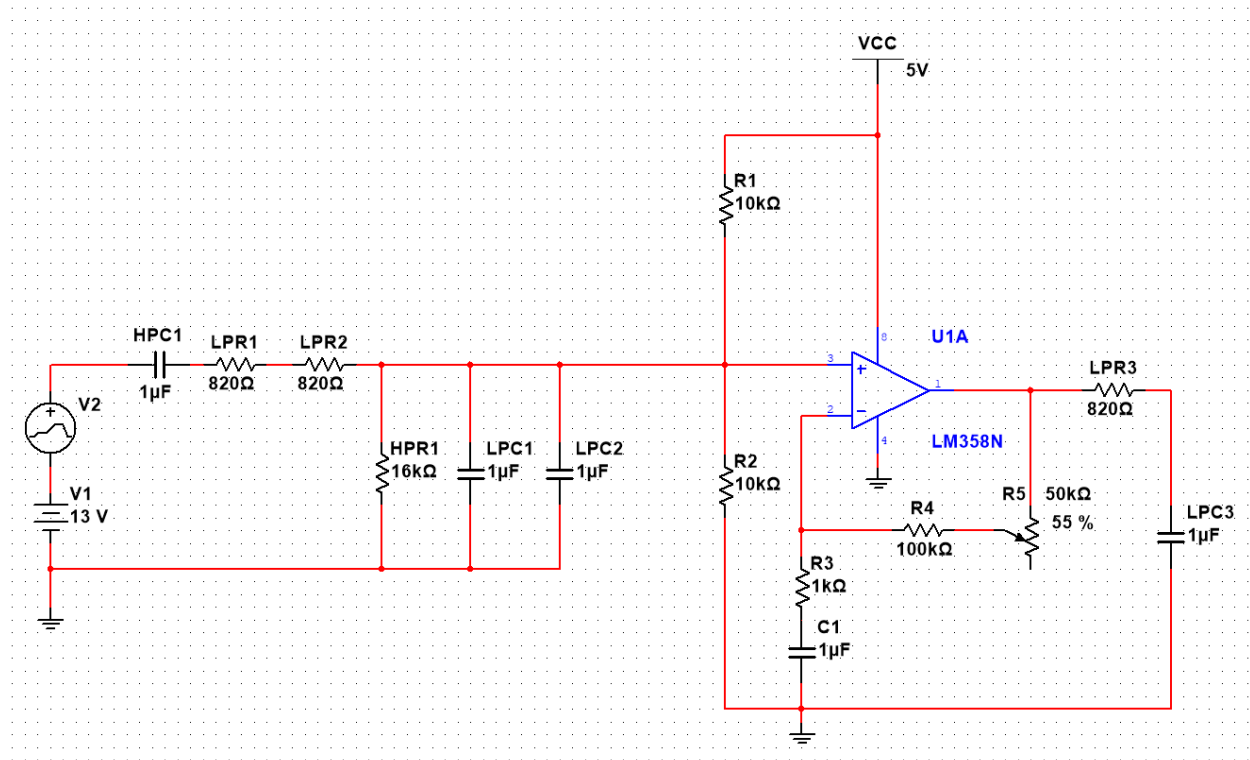 VCC
5V
R1
10kΩ
HPC1
1µF
LPR1
820Ω
LPR2
820Ω
U1A
8
3
+
1
2
−
4
LM358N
LPR3
820Ω
+
V2
V1
13 V
HPR1
16kΩ
LPC1
1µF
LPC2
1µF
R2
10kΩ
R5
50kΩ
55 %
R4
100kΩ
LPC3
1µF
R3
1kΩ
C1
1µF